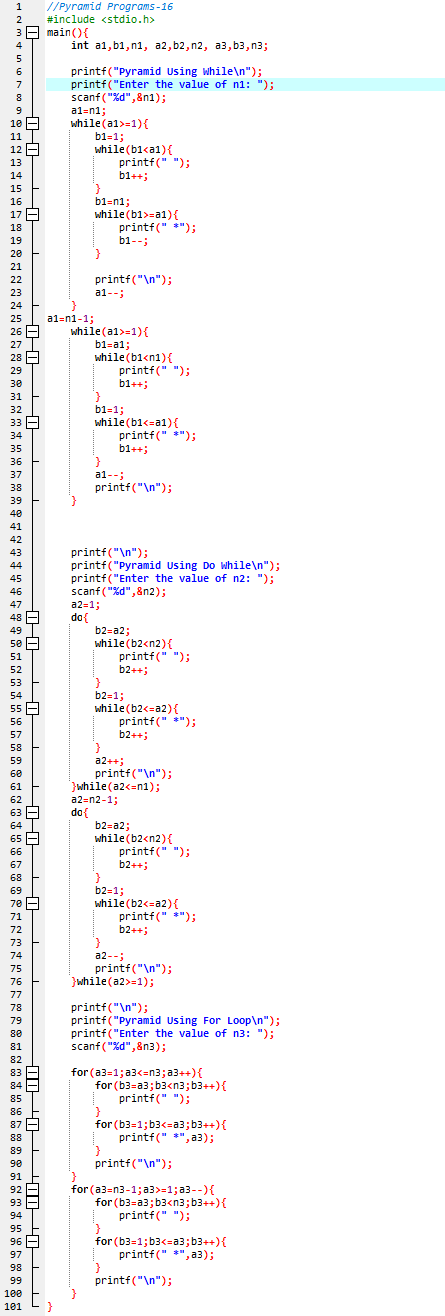 1 //Pyramid Programs-16
2 #include <stdio.h>
3 main(){
4 int a1,b1,n1, a2,b2,n2, a3,b3,n3;
5
6 printf("Pyramid Using While\n");
7 printf("Enter the value of n1: ");
8 scanf("%d",&n1);
9 a1=n1;
10 while(a1>=1){
11 b1=1;
12 while(b1<a1){
13 printf(" ");
14 b1++;
15 }
16 b1=n1;
17 while(b1>=a1){
18 printf(" *");
19 b1--;
20 }
21
22 printf("\n");
23 a1--;
24 }
25 a1=n1-1;
26 while(a1>=1){
27 b1=a1;
28 while(b1<n1){
29 printf(" ");
30 b1++;
31 }
32 b1=1;
33 while(b1<=a1){
34 printf(" *");
35 b1++;
36 }
37 a1--;
38 printf("\n");
39 }
40
41
42
43 printf("\n");
44 printf("Pyramid Using Do While\n");
45 printf("Enter the value of n2: ");
46 scanf("%d",&n2);
47 a2=1;
48 do{
49 b2=a2;
50 while(b2<n2){
51 printf(" ");
52 b2++;
53 }
54 b2=1;
55 while(b2<=a2){
56 printf(" *");
57 b2++;
58 }
59 a2++;
60 printf("\n");
61 }while(a2<=n1);
62 a2=n2-1;
63 do{
64 b2=a2;
65 while(b2<n2){
66 printf(" ");
67 b2++;
68 }
69 b2=1;
70 while(b2<=a2){
71 printf(" *");
72 b2++;
73 }
74 a2--;
75 printf("\n");
76 }while(a2>=1);
77
78 printf("\n");
79 printf("Pyramid Using For Loop\n");
80 printf("Enter the value of n3: ");
81 scanf("%d",&n3);
82
83 for(a3=1;a3<=n3;a3++){
84 for(b3=a3;b3<n3;b3++){
85 printf(" ");
86 }
87 for(b3=1;b3<=a3;b3++){
88 printf(" *",a3);
89 }
90 printf("\n");
91 }
92 for(a3=n3-1;a3>=1;a3--){
93 for(b3=a3;b3<n3;b3++){
94 printf(" ");
95 }
96 for(b3=1;b3<=a3;b3++){
97 printf(" *",a3);
98 }
99 printf("\n");
100 }
101 }